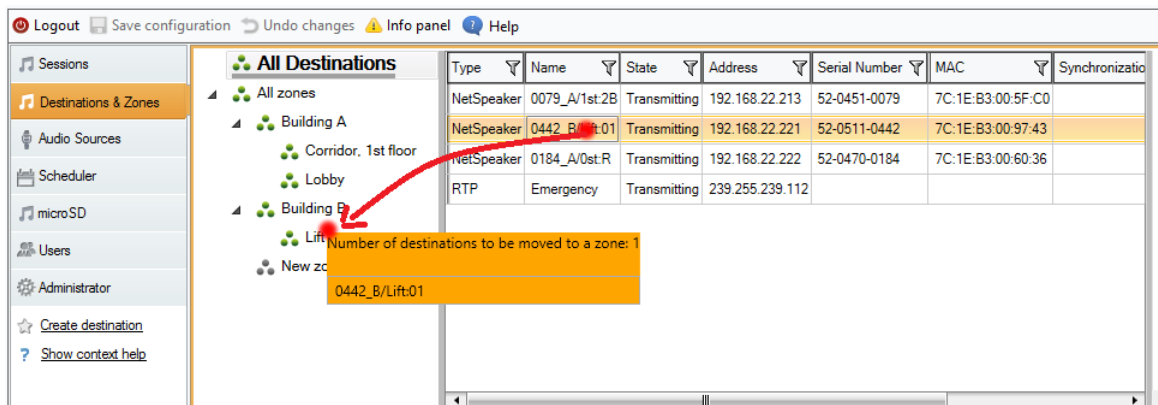 Logout Save configuration Undo changes Info panel Help
Sessions
Destinations & Zones
Audio Sources
Scheduler
microSD
Users
Administrator
Create destination
Show context help
All Destinations
All zones
Building A
Corridor, 1st floor
Lobby
Building B
Lift
New zo
Number of destinations to be moved to a zone: 1
0442_B/Lift:01
Type Name State Address Serial Number MAC Synchronizatio
NetSpeaker 0079_A/1st:2B Transmitting 192.168.22.213 52-0451-0079 7C:1E:B3:00:5F:C0
NetSpeaker 0442_B/Lift:01 Transmitting 192.168.22.221 52-0511-0442 7C:1E:B3:00:97:43
NetSpeaker 0184_A/0st:R Transmitting 192.168.22.222 52-0470-0184 7C:1E:B3:00:60:36
RTP Emergency Transmitting 239.255.239.112